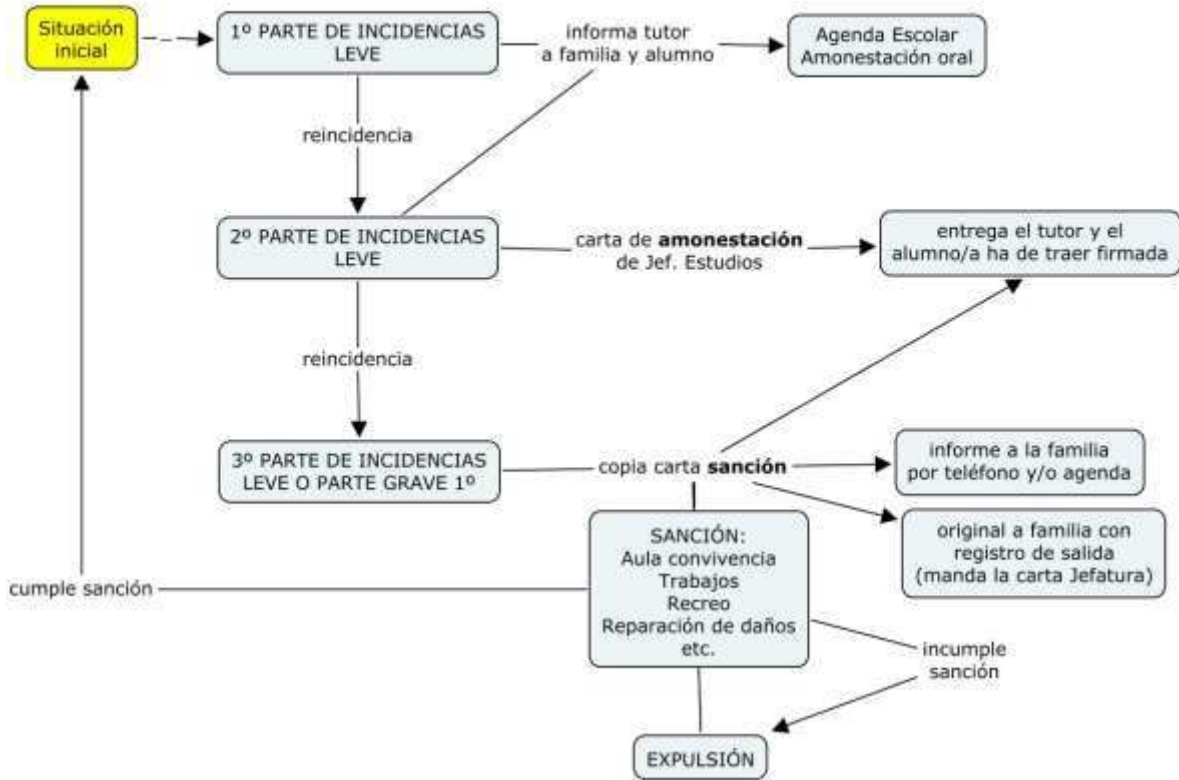 Situación
inicial
1º PARTE DE INCIDENCIAS
LEVE
informa tutor
a familia y alumno
Agenda Escolar
Amonestación oral
reincidencia
2º PARTE DE INCIDENCIAS
LEVE
carta de amonestación
de Jef. Estudios
entrega el tutor y el
alumno/a ha de traer firmada
reincidencia
3º PARTE DE INCIDENCIAS
LEVE O PARTE GRAVE 1º
copia carta sanción
informe a la familia
por teléfono y/o agenda
original a familia con
registro de salida
(manda la carta Jefatura)
SANCIÓN:
Aula convivencia
Trabajos
Recreo
Reparación de daños
etc.
cumple sanción
incumple
sanción
EXPULSIÓN